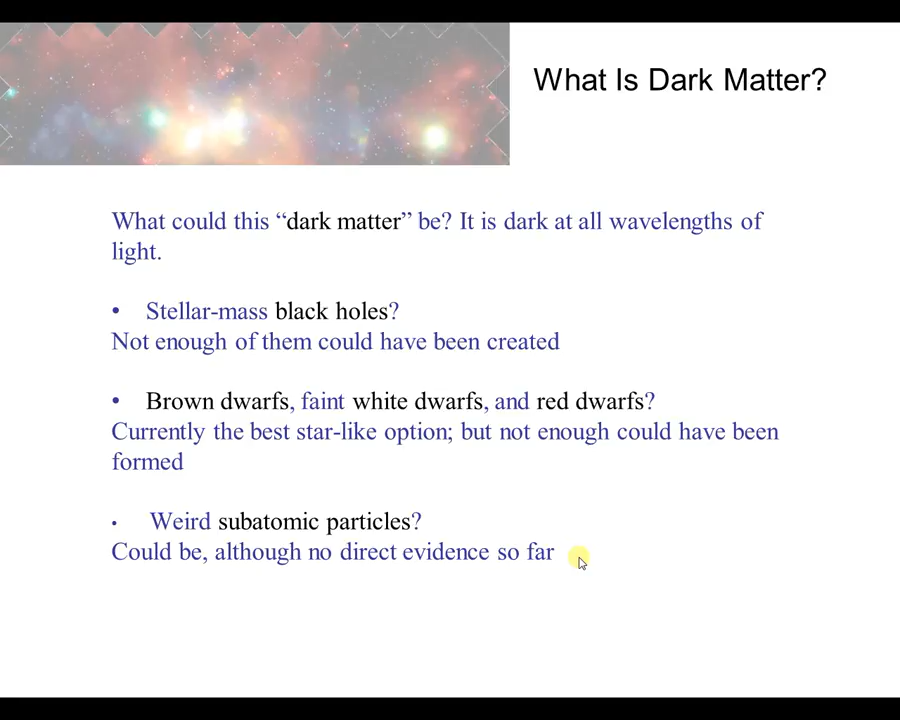 What Is Dark Matter?
What could this “dark matter” be? It is dark at all wavelengths of
light.
• Stellar-mass black holes?
Not enough of them could have been created
• Brown dwarfs, faint white dwarfs, and red dwarfs?
Currently the best star-like option; but not enough could have been
formed
• Weird subatomic particles?
Could be, although no direct evidence so far